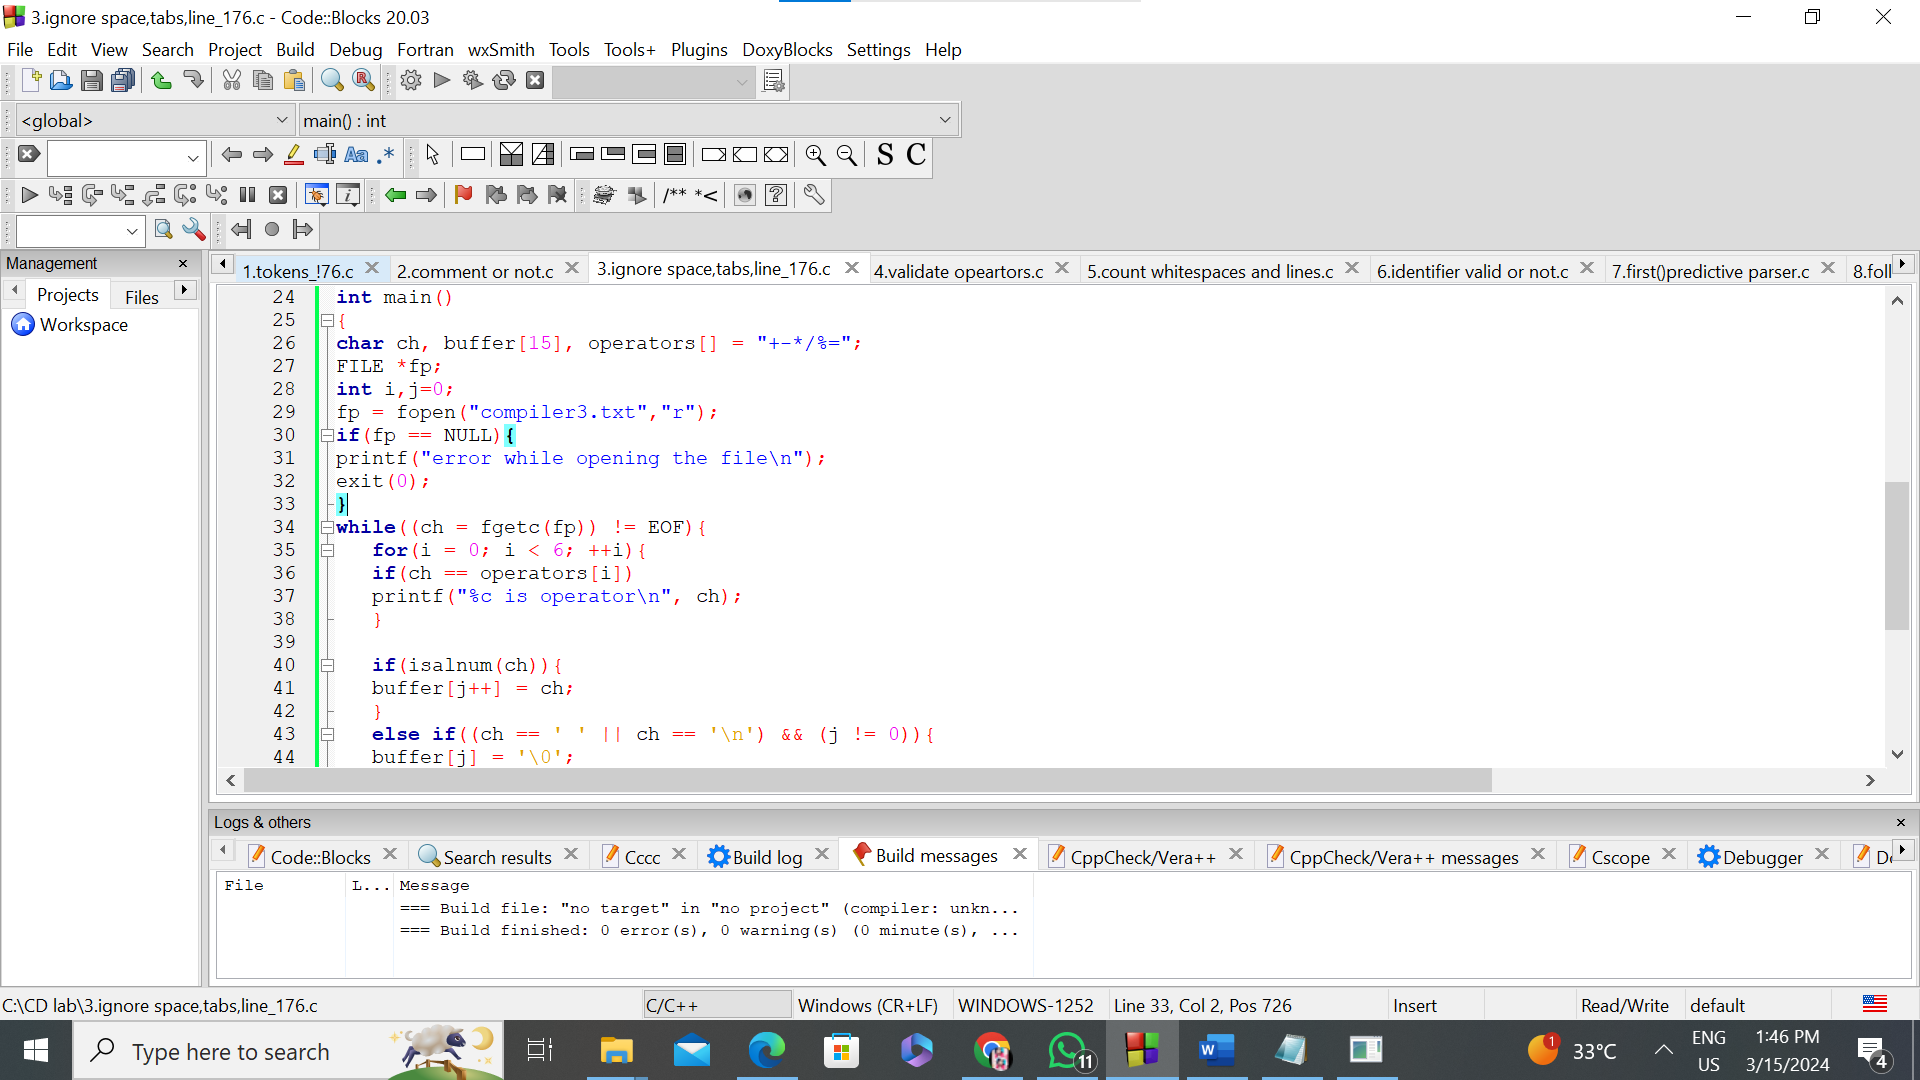 3.ignore space,tabs,line_176.c - Code::Blocks 20.03
File Edit View Search Project Build Debug Fortran wxSmith Tools Tools+ Plugins DoxyBlocks Settings Help
<global> main() : int
Aa .* S C
/** *<
Management
Projects Files
Workspace
1.tokens_!76.c 2.comment or not.c 3.ignore space,tabs,line_176.c 4.validate opeartors.c 5.count whitespaces and lines.c 6.identifier valid or not.c 7.first()predictive parser.c 8.foll
24 int main()
25 {
26 char ch, buffer[15], operators[] = "+-*/%=";
27 FILE *fp;
28 int i,j=0;
29 fp = fopen("compiler3.txt","r");
30 if(fp == NULL){
31 printf("error while opening the file\n");
32 exit(0);
33 }
34 while((ch = fgetc(fp)) != EOF){
35 for(i = 0; i < 6; ++i){
36 if(ch == operators[i])
37 printf("%c is operator\n", ch);
38 }
39
40 if(isalnum(ch)){
41 buffer[j++] = ch;
42 }
43 else if((ch == ' ' || ch == '\n') && (j != 0)){
44 buffer[j] = '\0';
Logs & others
Code::Blocks Search results Cccc Build log Build messages CppCheck/Vera++ CppCheck/Vera++ messages Cscope Debugger
File L... Message
=== Build file: "no target" in "no project" (compiler: unkn...
=== Build finished: 0 error(s), 0 warning(s) (0 minute(s), ...
C:\CD lab\3.ignore space,tabs,line_176.c C/C++ Windows (CR+LF) WINDOWS-1252 Line 33, Col 2, Pos 726 Insert Read/Write default
Type here to search 11 1 33°C ENG US 1:46 PM 3/15/2024 4